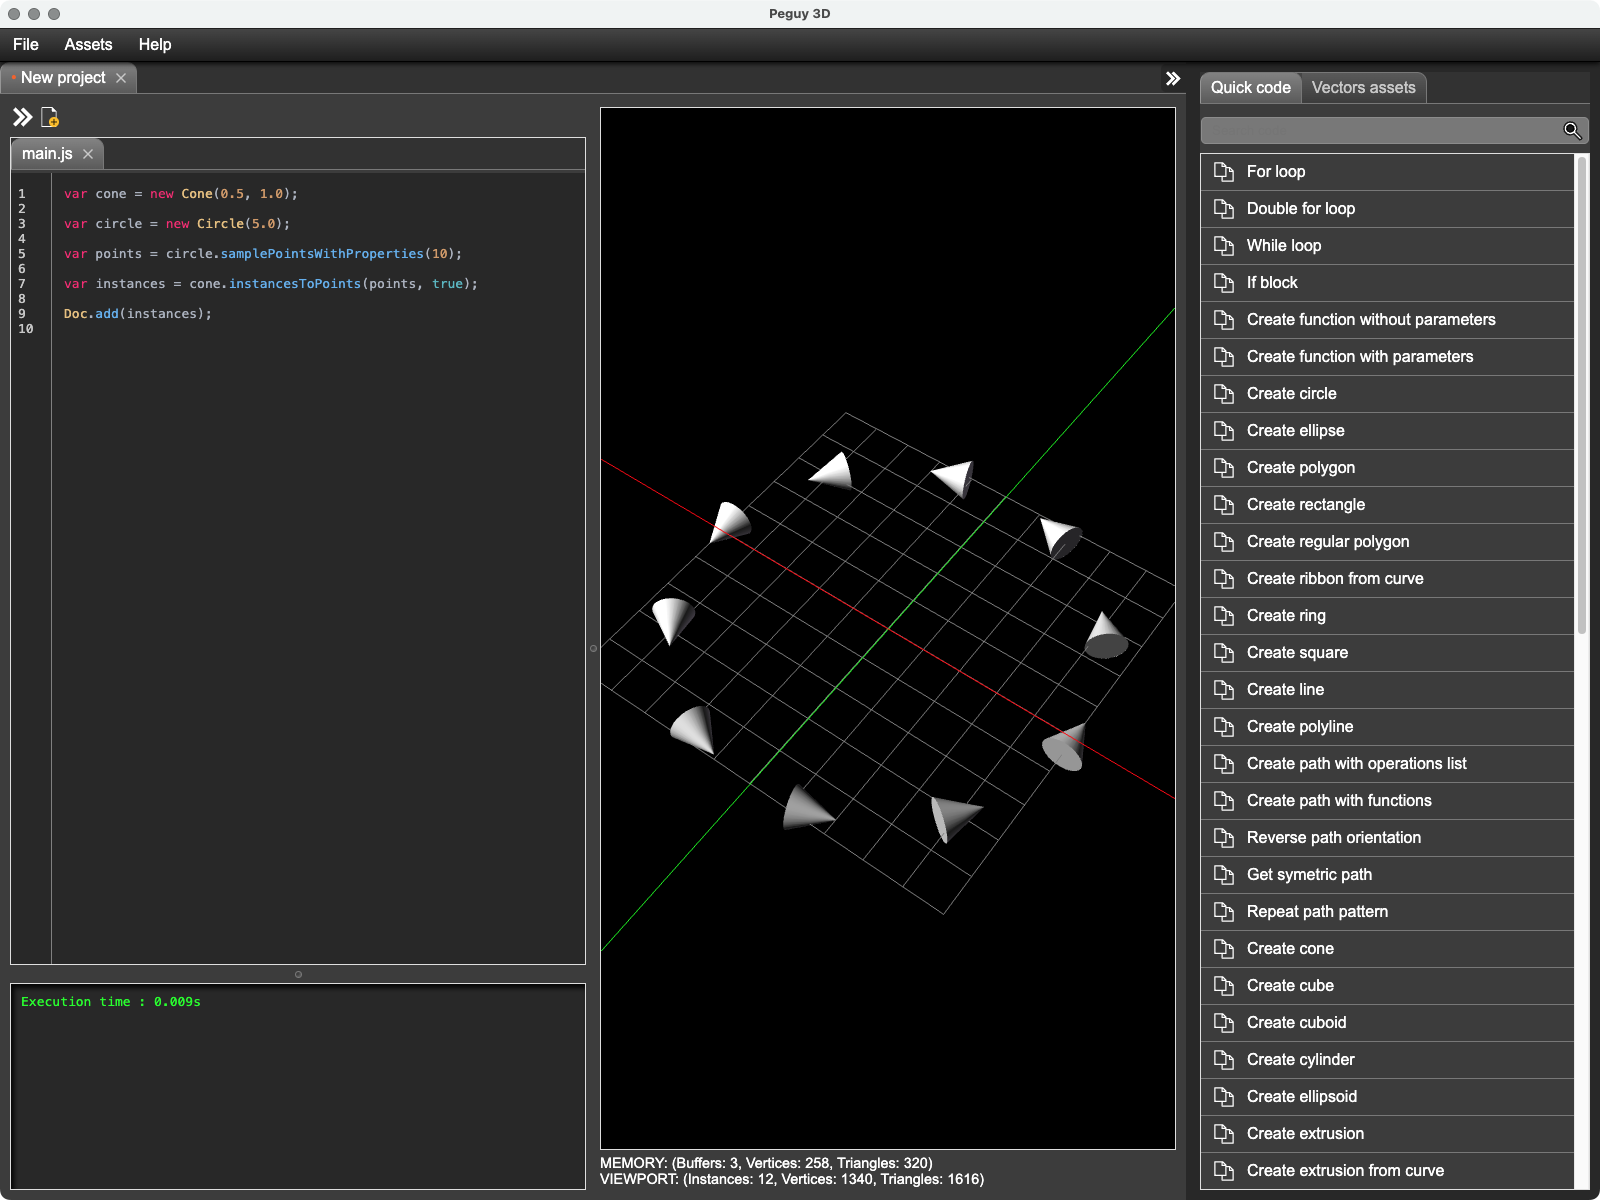 Peguy 3D
File Assets Help
New project
main.js
1 var cone = new Cone(0.5, 1.0);
2
3 var circle = new Circle(5.0);
4
5 var points = circle.samplePointsWithProperties(10);
6
7 var instances = cone.instancesToPoints(points, true);
8
9 Doc.add(instances);
10
Execution time : 0.009s
MEMORY: (Buffers: 3, Vertices: 258, Triangles: 320)
VIEWPORT: (Instances: 12, Vertices: 1340, Triangles: 1616)
Quick code Vectors assets
For loop
Double for loop
While loop
If block
Create function without parameters
Create function with parameters
Create circle
Create ellipse
Create polygon
Create rectangle
Create regular polygon
Create ribbon from curve
Create ring
Create square
Create line
Create polyline
Create path with operations list
Create path with functions
Reverse path orientation
Get symetric path
Repeat path pattern
Create cone
Create cube
Create cuboid
Create cylinder
Create ellipsoid
Create extrusion
Create extrusion from curve